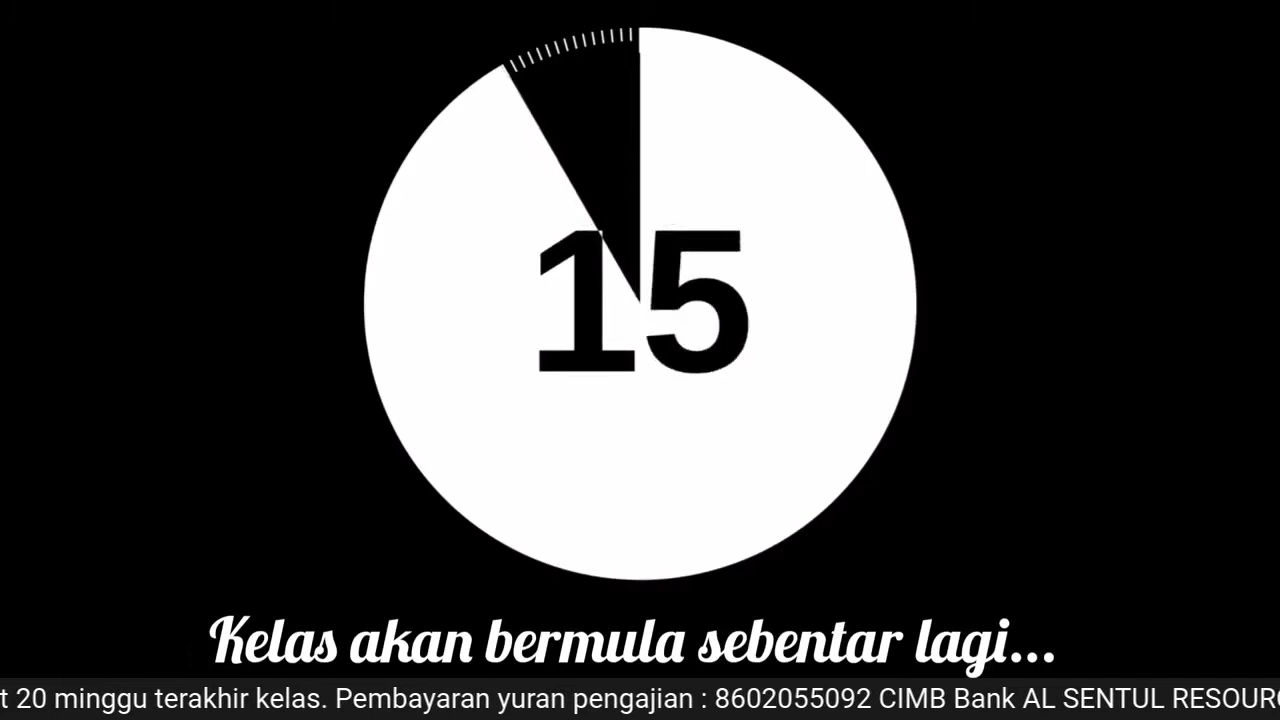 15
Kelas akan bermula sebentar lagi...
20 minggu terakhir kelas. Pembayaran yuran pengajian : 8602055092 CIMB Bank AL SENTUL